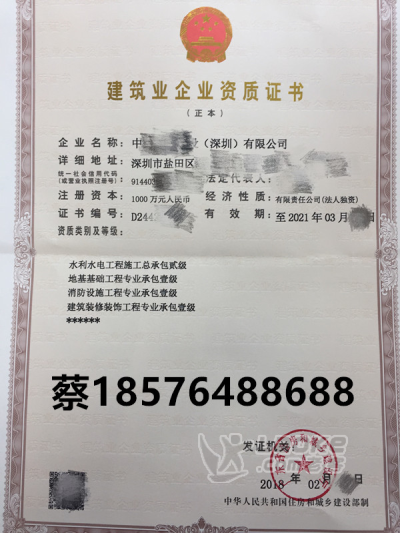 建筑业企业资质证书
(正本)
企业名称：中 （深圳）有限公司
详细地址：深圳市盐田区
统一社会信用代码
(或营业执照注册号)： 91440 法定代表人：
注册资本：1000万元人民币 经济性质：有限责任公司(法人独资)
证书编号：D244 有效期：至2021年03月 日
资质类别及等级：
水利水电工程施工总承包贰级
地基基础工程专业承包壹级
消防设施工程专业承包壹级
建筑装修装饰工程专业承包壹级
******
蔡18576488688
发证机关：
2018 年 02 月 日
中华人民共和国住房和城乡建设部制